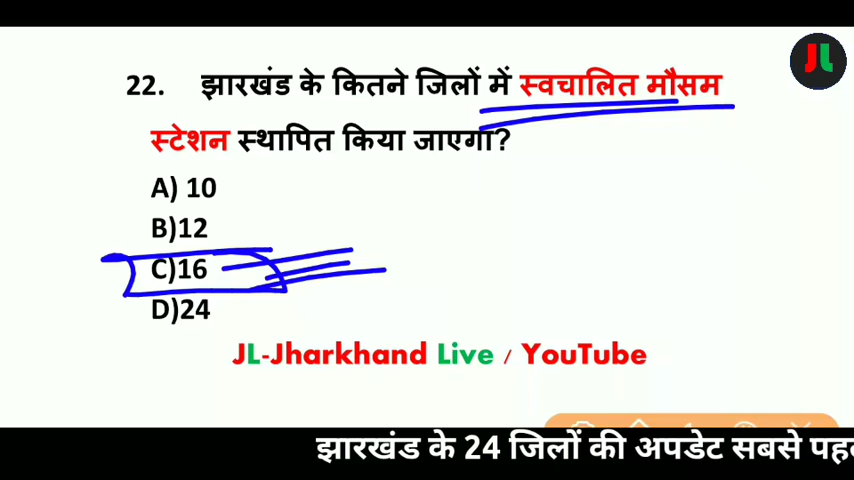 JL
22. झारखंड के कितने जिलों में स्वचालित मौसम
स्टेशन स्थापित किया जाएगा?
A) 10
B)12
C)16
D)24
JL-Jharkhand Live / YouTube
झारखंड के 24 जिलों की अपडेट सबसे